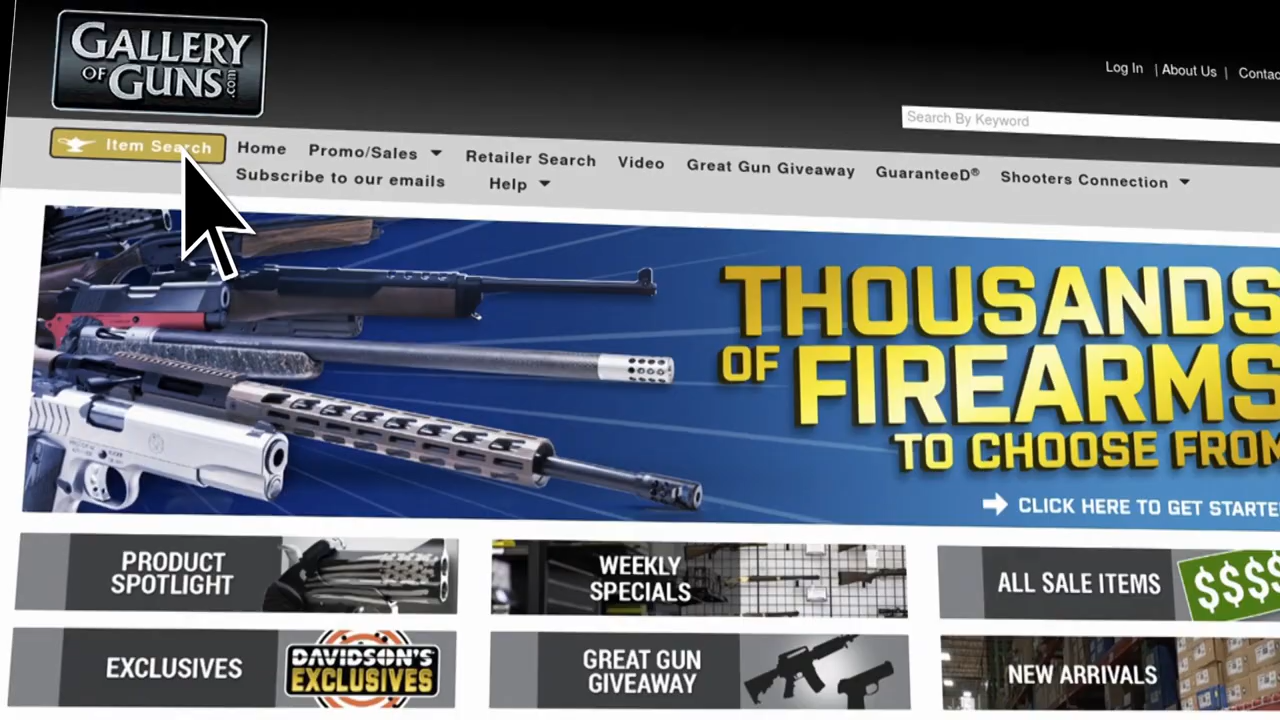 GALLERY
OF GUNS.com
Log In | About Us | Contac
Search By Keyword
Item Search
Home
Promo/Sales
Retailer Search
Video
Great Gun Giveaway
GuaranteeD®
Shooters Connection
Subscribe to our emails
Help
THOUSANDS
OF FIREARMS
TO CHOOSE FROM
CLICK HERE TO GET STARTE
PRODUCT
SPOTLIGHT
WEEKLY
SPECIALS
ALL SALE ITEMS
$$$$
EXCLUSIVES
DAVIDSON'S
EXCLUSIVES
GREAT GUN
GIVEAWAY
NEW ARRIVALS